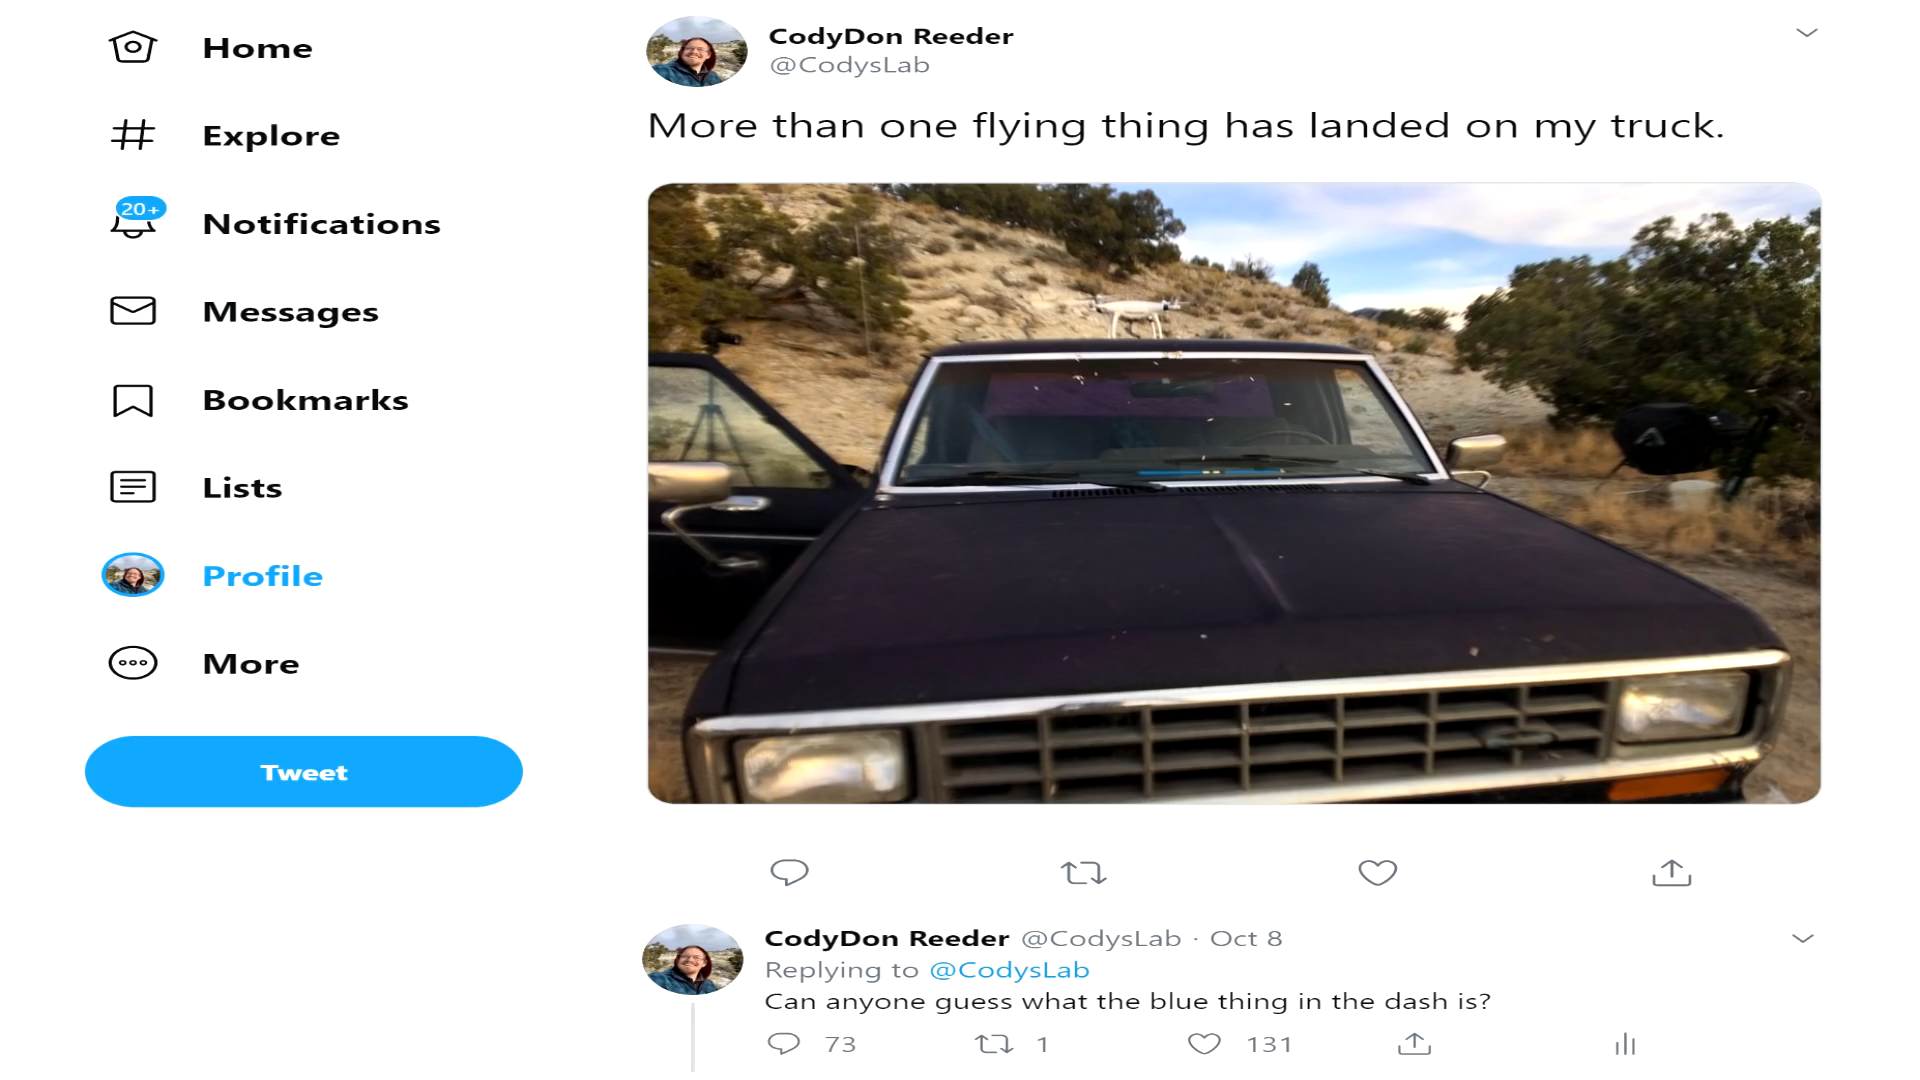 Home
Explore
20+
Notifications
Messages
Bookmarks
Lists
Profile
More
Tweet
CodyDon Reeder
@CodysLab
More than one flying thing has landed on my truck.
CodyDon Reeder @CodysLab · Oct 8
Replying to @CodysLab
Can anyone guess what the blue thing in the dash is?
73 1 131